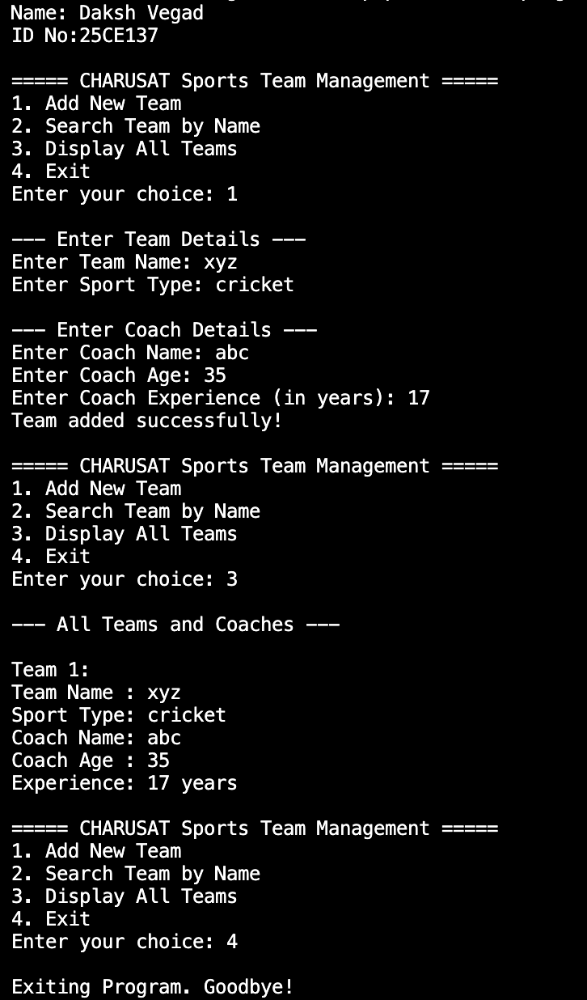 Name: Daksh Vegad
ID No:25CE137
===== CHARUSAT Sports Team Management =====
1. Add New Team
2. Search Team by Name
3. Display All Teams
4. Exit
Enter your choice: 1
--- Enter Team Details ---
Enter Team Name: xyz
Enter Sport Type: cricket
--- Enter Coach Details ---
Enter Coach Name: abc
Enter Coach Age: 35
Enter Coach Experience (in years): 17
Team added successfully!
===== CHARUSAT Sports Team Management =====
1. Add New Team
2. Search Team by Name
3. Display All Teams
4. Exit
Enter your choice: 3
--- All Teams and Coaches ---
Team 1:
Team Name : xyz
Sport Type: cricket
Coach Name: abc
Coach Age : 35
Experience: 17 years
===== CHARUSAT Sports Team Management =====
1. Add New Team
2. Search Team by Name
3. Display All Teams
4. Exit
Enter your choice: 4
Exiting Program. Goodbye!